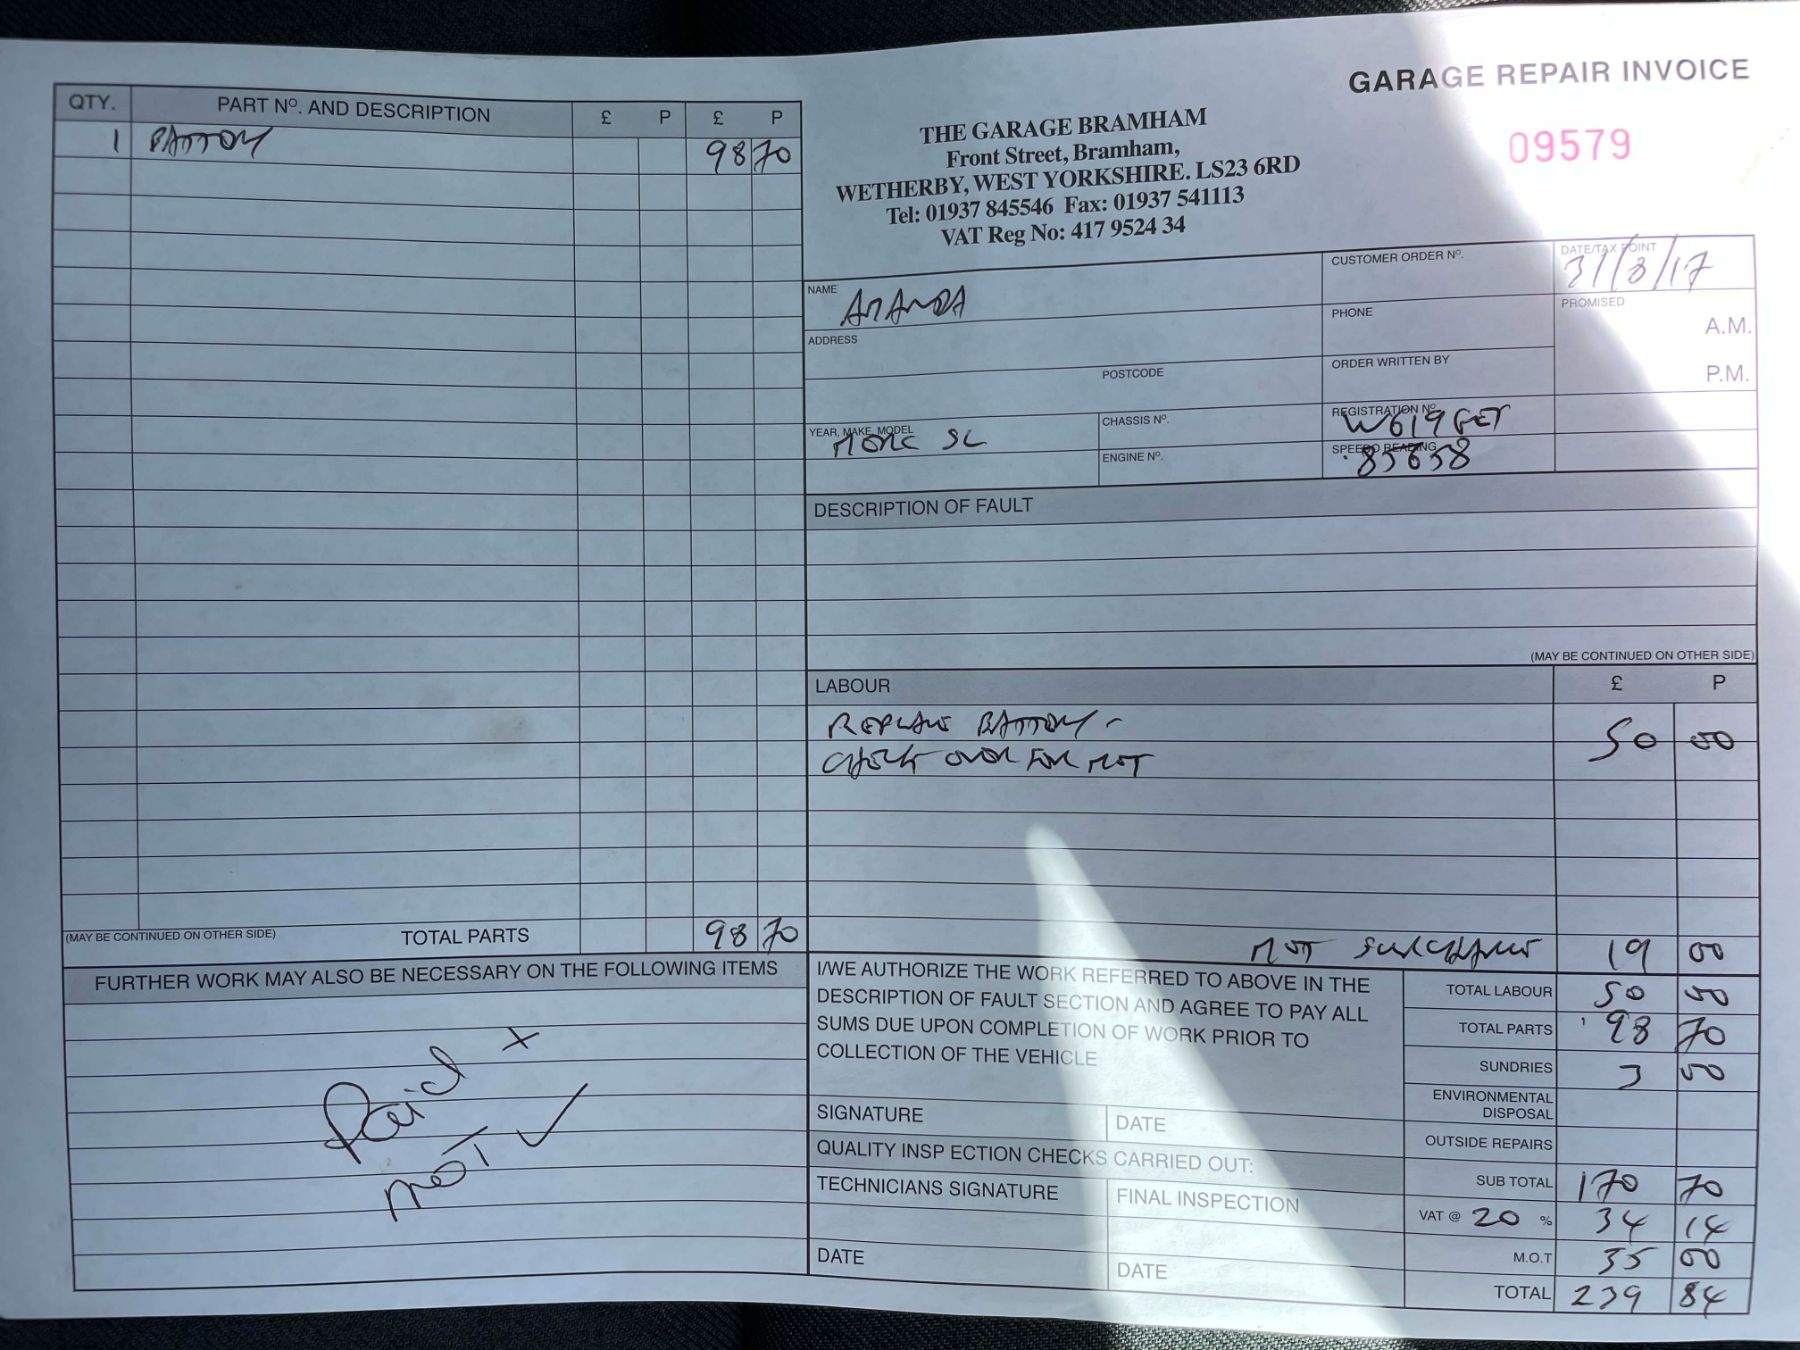 GARAGE REPAIR INVOICE
09579
THE GARAGE BRAMHAM
Front Street, Bramham,
WETHERBY, WEST YORKSHIRE. LS23 6RD
Tel: 01937 845546 Fax: 01937 541113
VAT Reg No: 417 9524 34
QTY. PART Nº. AND DESCRIPTION £ P £ P
1 BATTERY 98 70
(MAY BE CONTINUED ON OTHER SIDE) TOTAL PARTS 98 70
FURTHER WORK MAY ALSO BE NECESSARY ON THE FOLLOWING ITEMS
Paid x
MOT ✓
NAME AMANDA
CUSTOMER ORDER Nº.
DATE/TAX POINT 31/8/17
ADDRESS
PHONE
PROMISED
A.M.
POSTCODE
ORDER WRITTEN BY
P.M.
YEAR, MAKE, MODEL MERC SL
CHASSIS Nº.
REGISTRATION Nº. W619
ENGINE Nº.
SPEEDO READING 85658
DESCRIPTION OF FAULT
(MAY BE CONTINUED ON OTHER SIDE)
LABOUR £ P
REPLACE BATTERY - 50 00
CHECK OVER FOR MOT
MOT 19 00
I/WE AUTHORIZE THE WORK REFERRED TO ABOVE IN THE
DESCRIPTION OF FAULT SECTION AND AGREE TO PAY ALL
SUMS DUE UPON COMPLETION OF WORK PRIOR TO
COLLECTION OF THE VEHICLE
SIGNATURE DATE
QUALITY INSP ECTION CHECKS CARRIED OUT:
TECHNICIANS SIGNATURE FINAL INSPECTION
DATE DATE
TOTAL LABOUR 50 00
TOTAL PARTS 98 70
SUNDRIES 3 00
ENVIRONMENTAL
DISPOSAL
OUTSIDE REPAIRS
SUB TOTAL 170 70
VAT @ 20 % 34 14
M.O.T 35 00
TOTAL 239 84